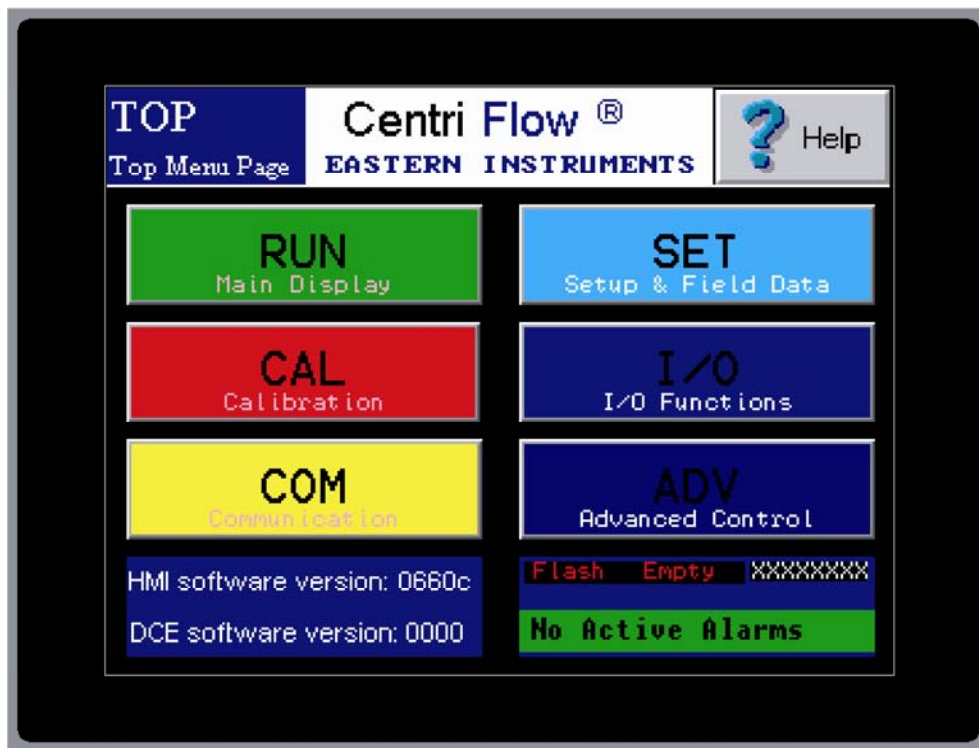 TOP
Top Menu Page
Centri Flow ®
EASTERN INSTRUMENTS
Help
RUN
Main Display
SET
Setup & Field Data
CAL
Calibration
I/O
I/O Functions
COM
Communication
ADV
Advanced Control
HMI software version: 0660c
DCE software version: 0000
Flash Empty XXXXXXXX
No Active Alarms